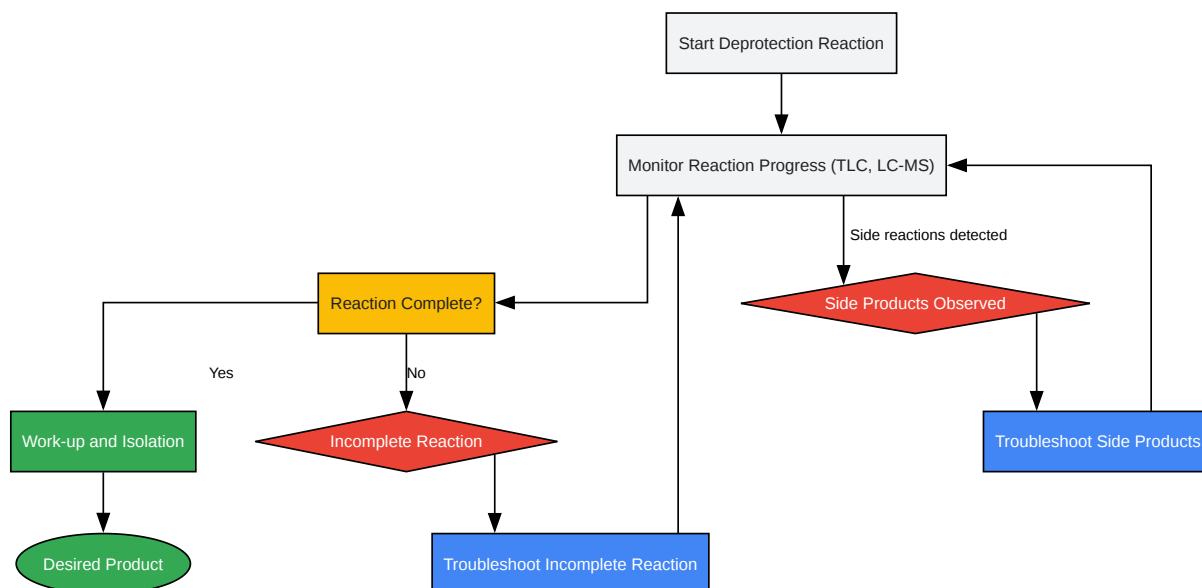 Start Deprotection Reaction
Monitor Reaction Progress (TLC, LC-MS)
Side reactions detected
Reaction Complete?
Side Products Observed
Yes
No
Work-up and Isolation
Incomplete Reaction
Troubleshoot Side Products
Desired Product
Troubleshoot Incomplete Reaction